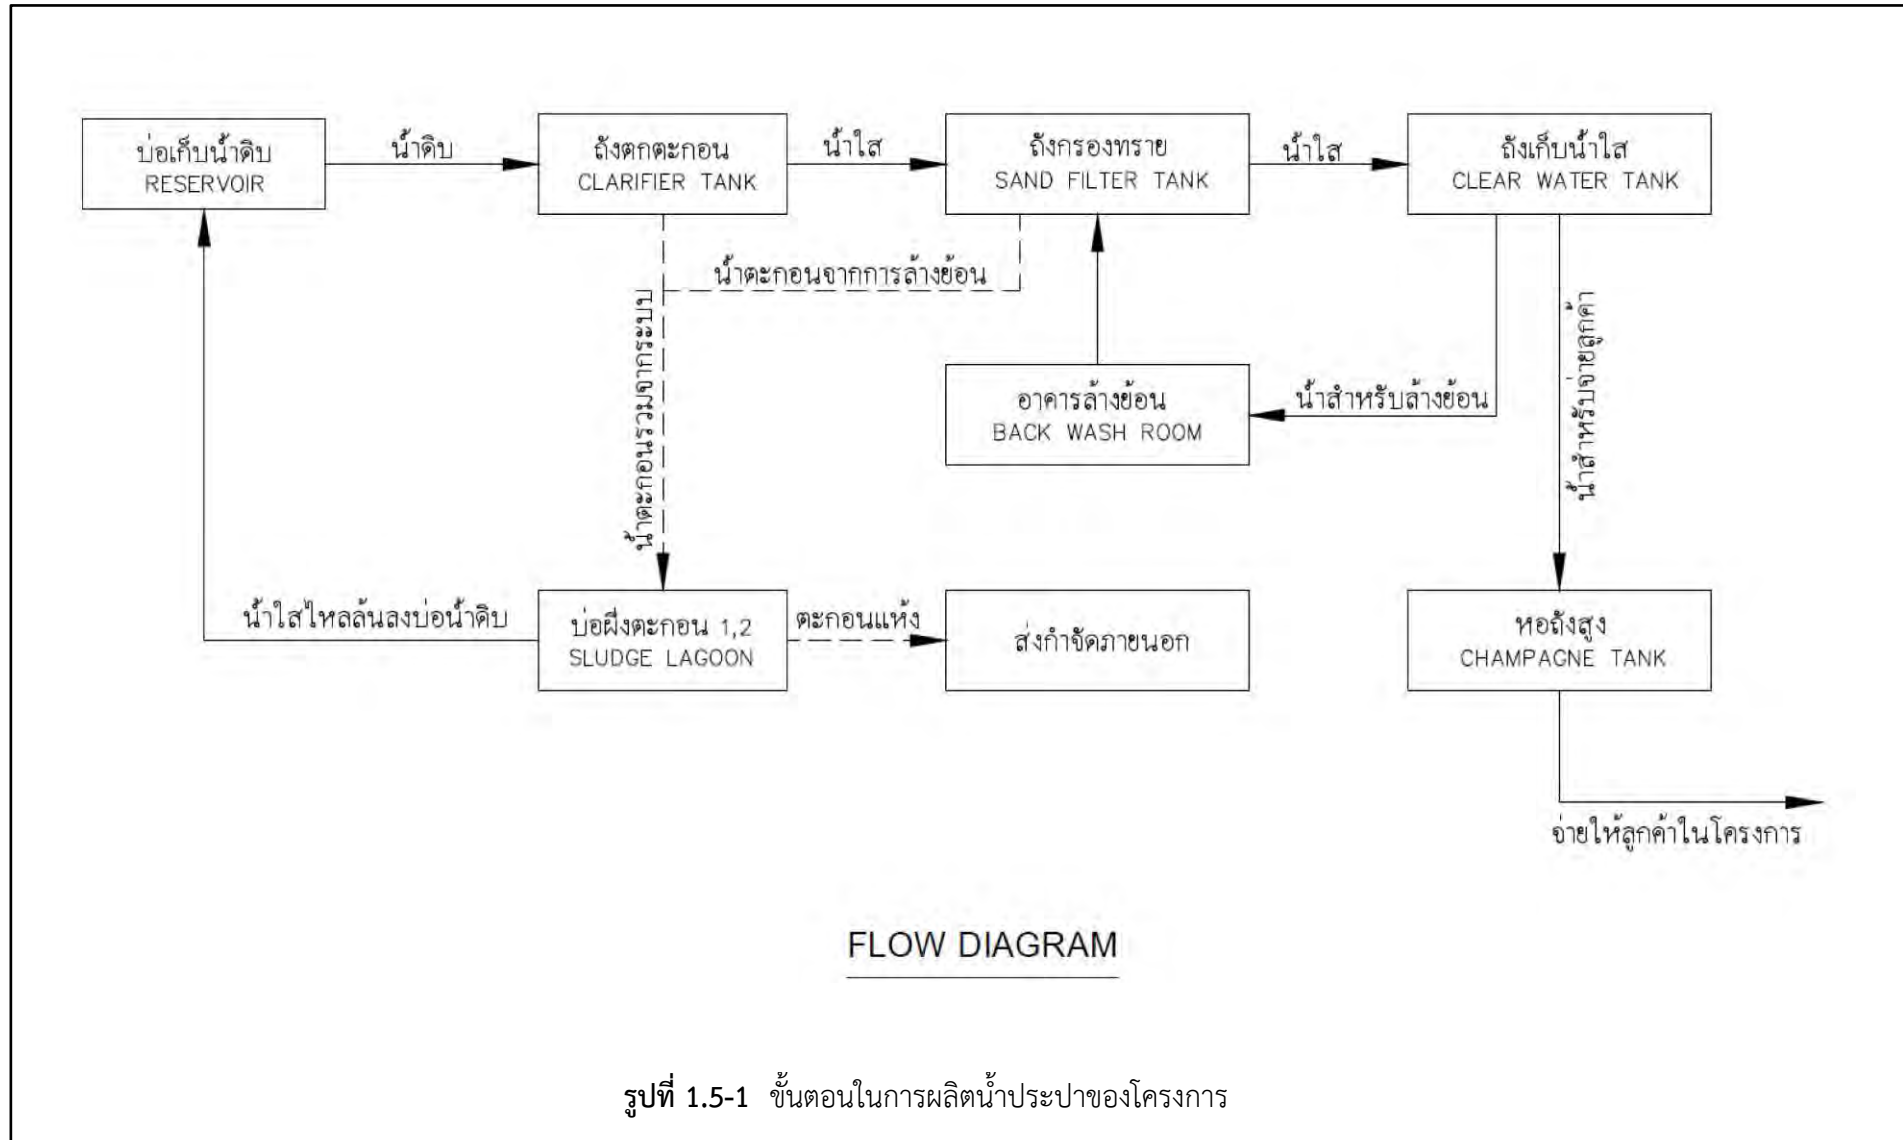 บ่อเก็บน้ำดิบ
RESERVOIR
น้ำดิบ
ถังตกตะกอน
CLARIFIER TANK
น้ำใส
ถังกรองทราย
SAND FILTER TANK
น้ำใส
ถังเก็บน้ำใส
CLEAR WATER TANK
น้ำตะกอนจากการล้างย้อน
น้ำตะกอนรวมจากระบบ
อาคารล้างย้อน
BACK WASH ROOM
น้ำสำหรับล้างย้อน
น้ำสำหรับจ่ายลูกค้า
น้ำใสไหลล้นลงบ่อน้ำดิบ
บ่อผึ่งตะกอน 1,2
SLUDGE LAGOON
ตะกอนแห้ง
ส่งกำจัดภายนอก
หอถังสูง
CHAMPAGNE TANK
จ่ายให้ลูกค้าในโครงการ
FLOW DIAGRAM
รูปที่ 1.5-1 ขั้นตอนในการผลิตน้ำประปาของโครงการ